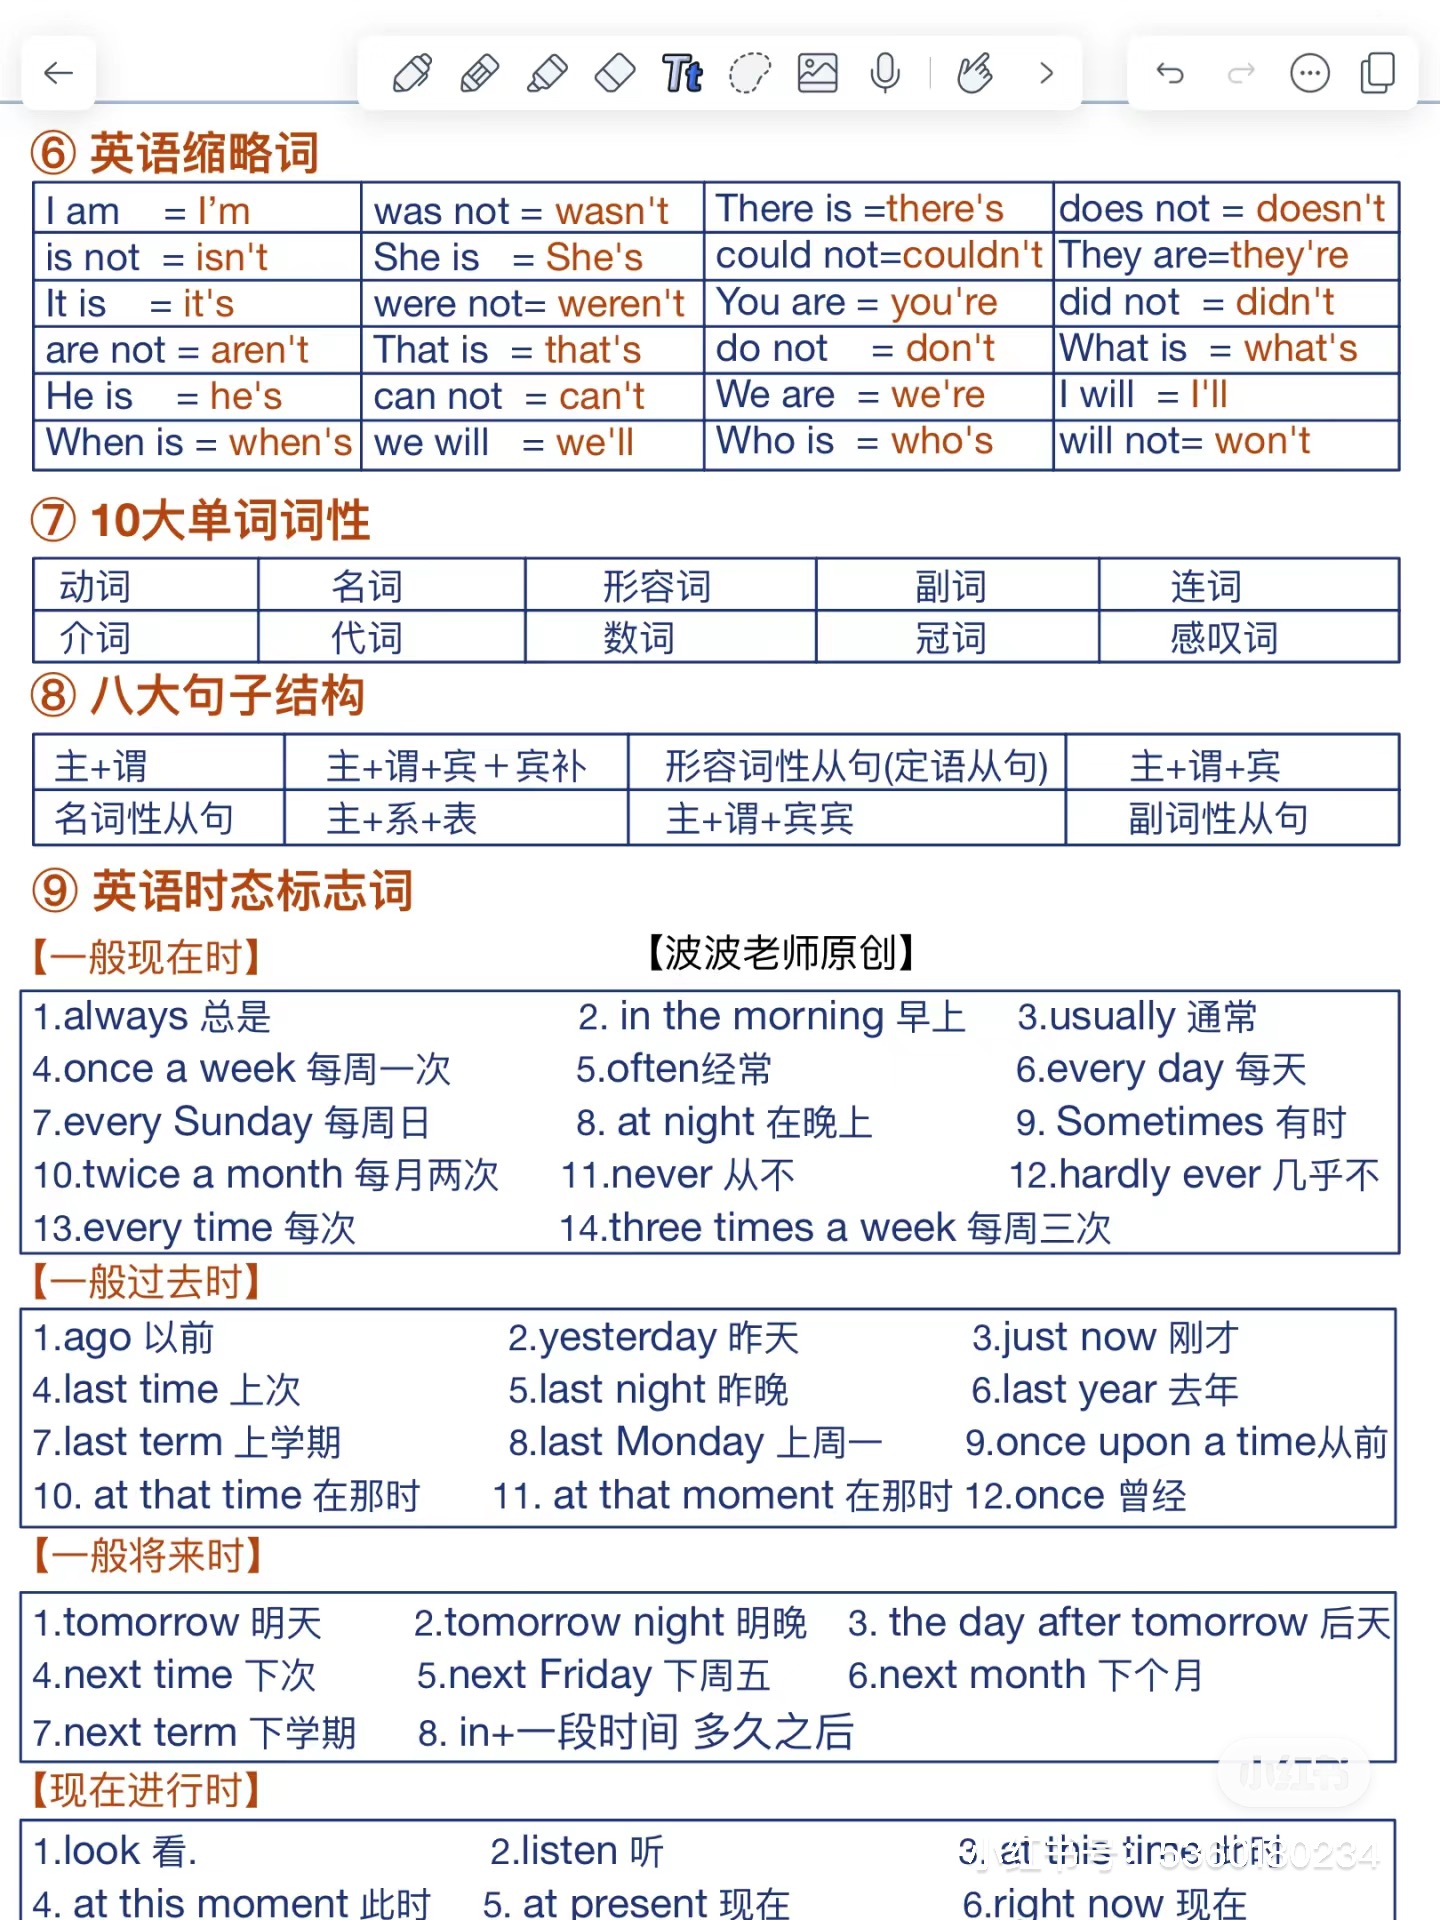 Tt
⑥ 英语缩略词
I am = I’m was not = wasn't There is =there's does not = doesn't
is not = isn't She is = She's could not=couldn't They are=they're
It is = it's were not= weren't You are = you're did not = didn't
are not = aren't That is = that's do not = don't What is = what's
He is = he's can not = can't We are = we're I will = I'll
When is = when's we will = we'll Who is = who's will not= won't
⑦ 10大单词词性
动词 名词 形容词 副词 连词
介词 代词 数词 冠词 感叹词
⑧ 八大句子结构
主+谓 主+谓+宾＋宾补 形容词性从句(定语从句) 主+谓+宾
名词性从句 主+系+表 主+谓+宾宾 副词性从句
⑨ 英语时态标志词
【一般现在时】 【波波老师原创】
1.always 总是 2. in the morning 早上 3.usually 通常
4.once a week 每周一次 5.often经常 6.every day 每天
7.every Sunday 每周日 8. at night 在晚上 9. Sometimes 有时
10.twice a month 每月两次 11.never 从不 12.hardly ever 几乎不
13.every time 每次 14.three times a week 每周三次
【一般过去时】
1.ago 以前 2.yesterday 昨天 3.just now 刚才
4.last time 上次 5.last night 昨晚 6.last year 去年
7.last term 上学期 8.last Monday 上周一 9.once upon a time从前
10. at that time 在那时 11. at that moment 在那时 12.once 曾经
【一般将来时】
1.tomorrow 明天 2.tomorrow night 明晚 3. the day after tomorrow 后天
4.next time 下次 5.next Friday 下周五 6.next month 下个月
7.next term 下学期 8. in+一段时间 多久之后
小红书
【现在进行时】
1.look 看. 2.listen 听 3. at this time 此时
小红书号：5360130234
4. at this moment 此时 5. at present 现在 6.right now 现在